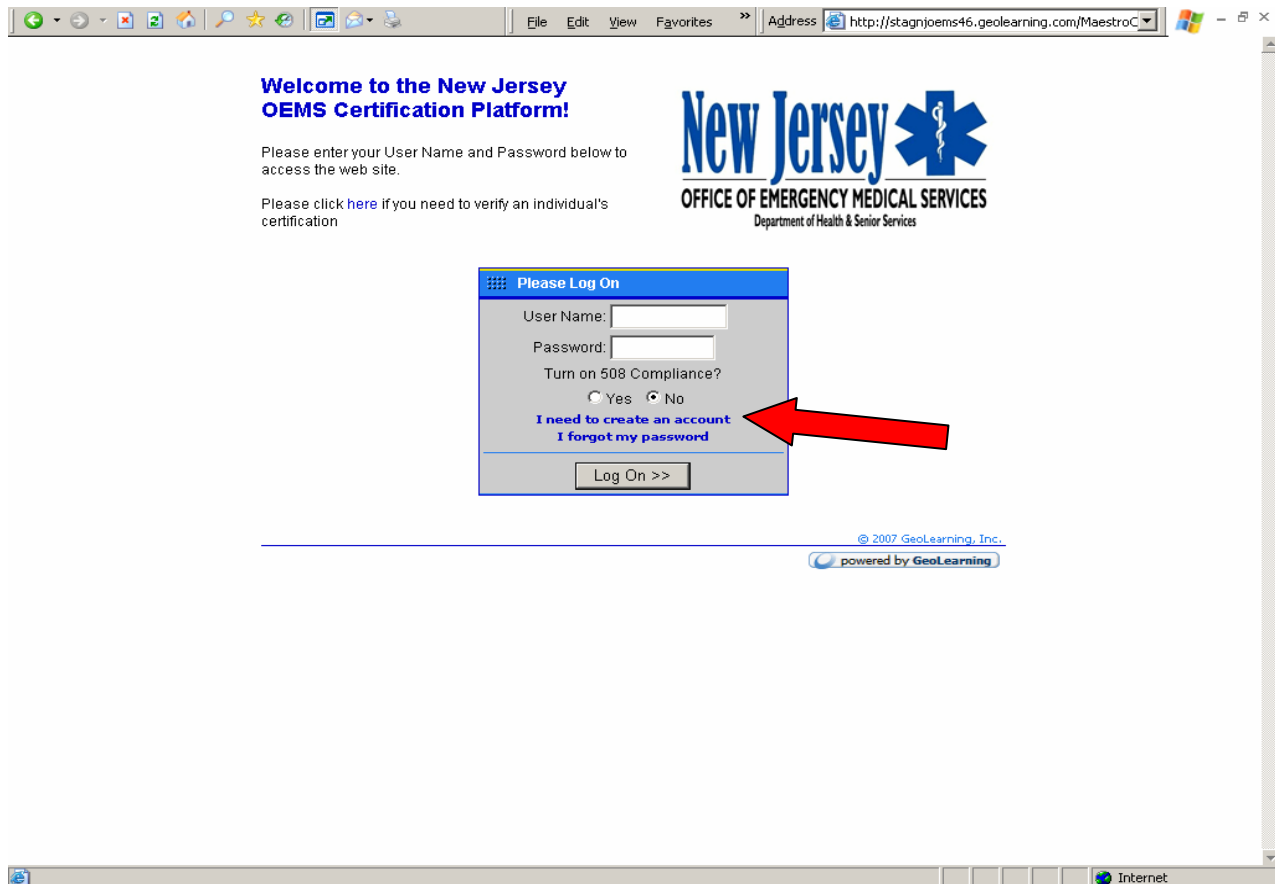 File Edit View Favorites » Address http://stagnjoems46.geolearning.com/MaestroC
Welcome to the New Jersey
OEMS Certification Platform!
Please enter your User Name and Password below to
access the web site.
Please click here if you need to verify an individual's
certification
New Jersey
OFFICE OF EMERGENCY MEDICAL SERVICES
Department of Health & Senior Services
Please Log On
User Name:
Password:
Turn on 508 Compliance?
Yes No
I need to create an account
I forgot my password
Log On >>
© 2007 GeoLearning, Inc.
powered by GeoLearning
Internet